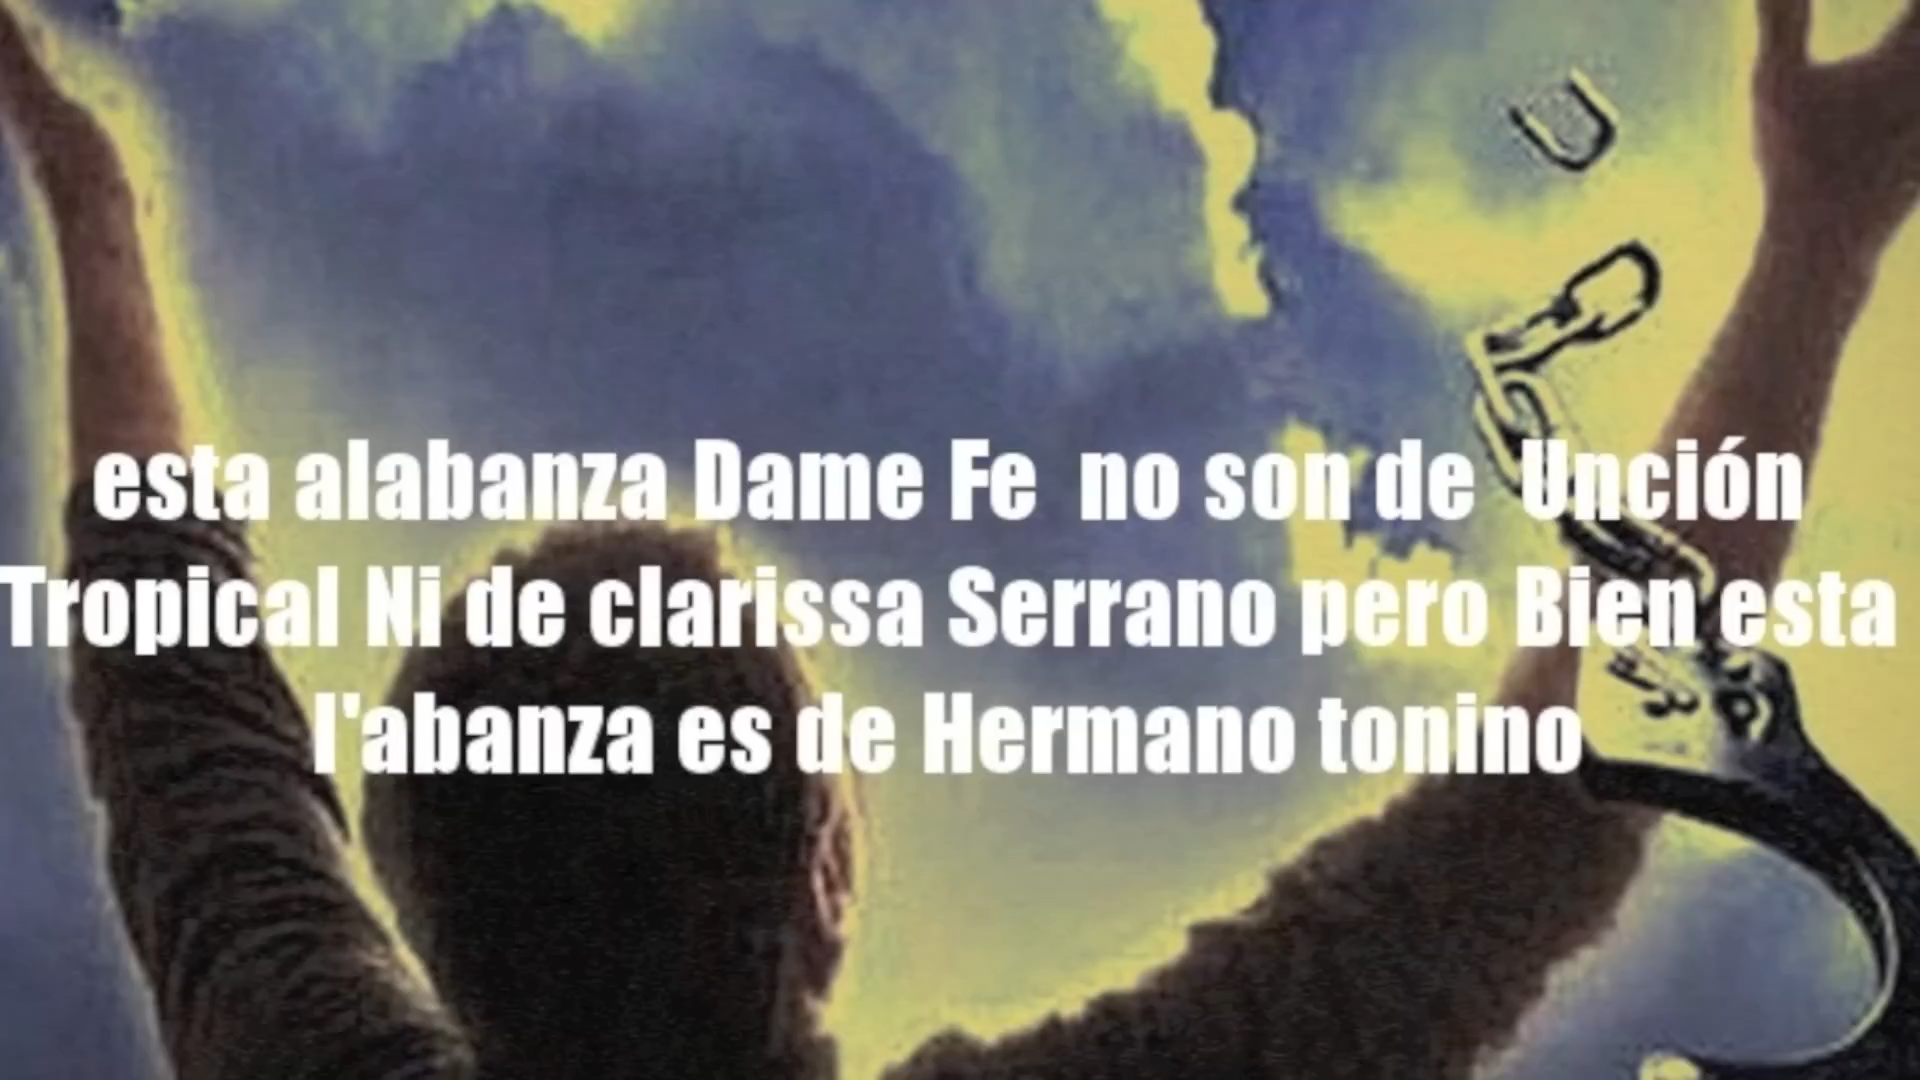 esta alabanza Dame Fe no son de Unción
Tropical Ni de clarissa Serrano pero Bien esta
l'abanza es de Hermano tonino